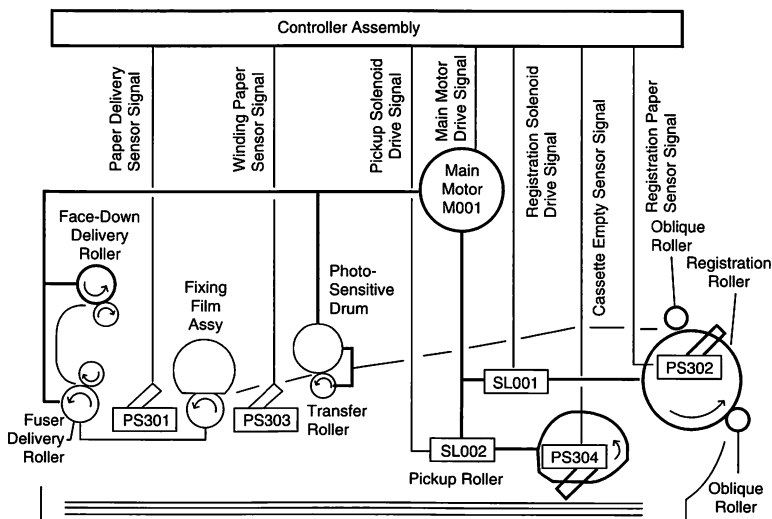 Controller Assembly
Paper Delivery
Sensor Signal
Winding Paper
Sensor Signal
Pickup Solenoid
Drive Signal
Main Motor
Drive Signal
Registration Solenoid
Drive Signal
Cassette Empty Sensor Signal
Registration Paper
Sensor Signal
Main
Motor
M001
Face-Down
Delivery
Roller
Fixing
Film
Assy
Photo-
Sensitive
Drum
Oblique
Roller
Registration
Roller
PS302
SL001
PS301
PS303
Transfer
Roller
Fuser
Delivery
Roller
SL002
PS304
Pickup Roller
Oblique
Roller